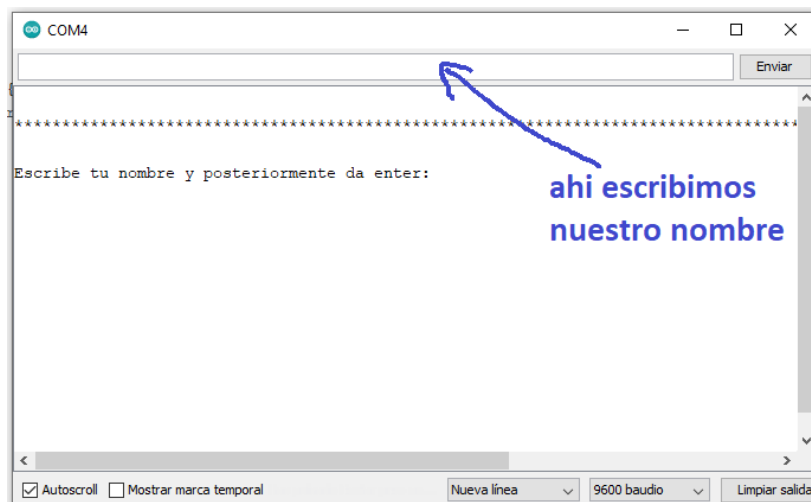 COM4
Enviar
***********************************************************************************
Escribe tu nombre y posteriormente da enter:
ahi escribimos
nuestro nombre
Autoscroll Mostrar marca temporal Nueva línea 9600 baudio Limpiar salida